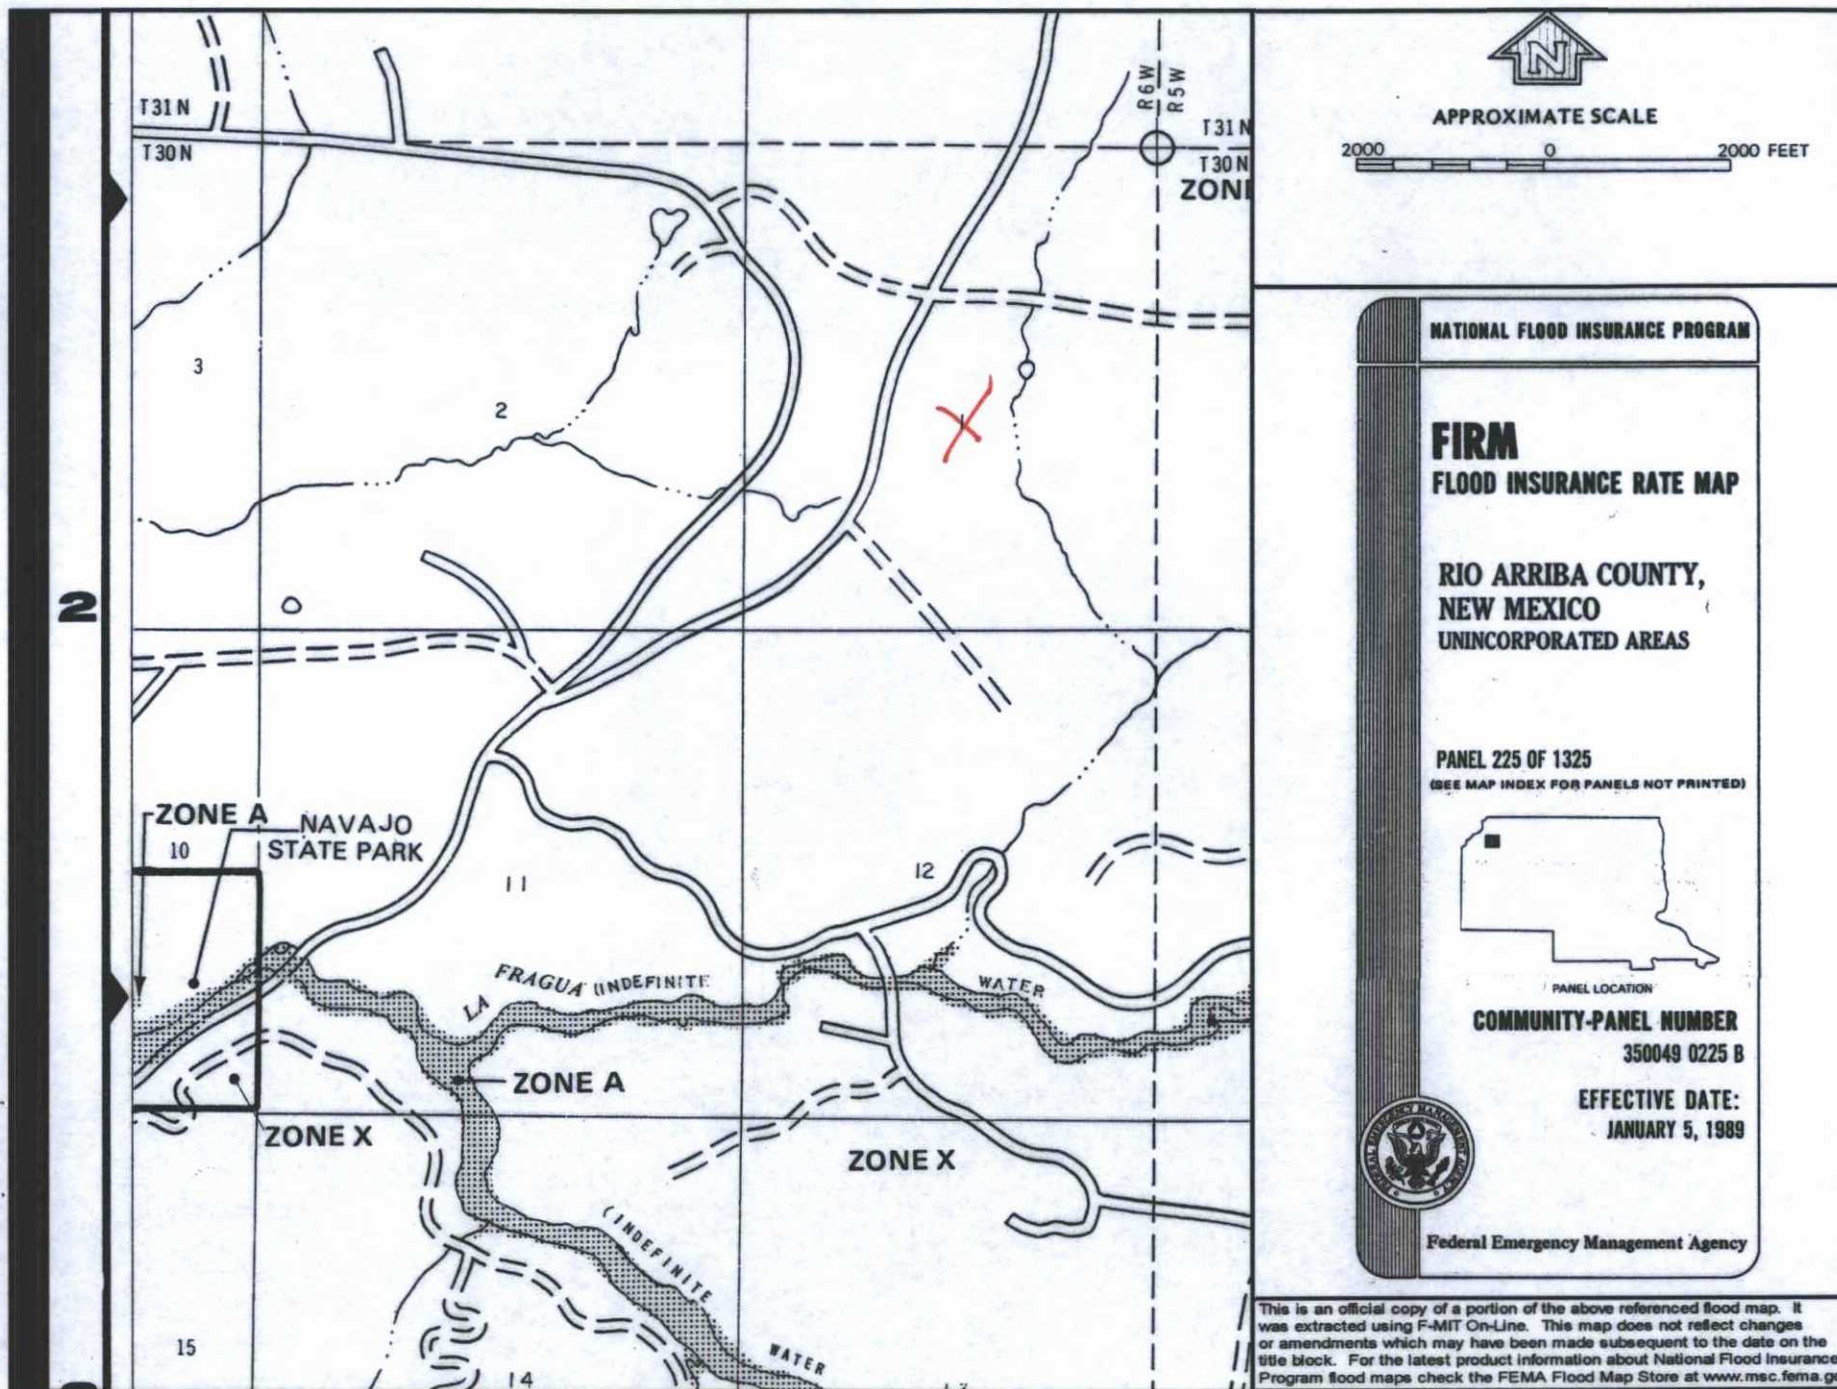 R6W
R5W
T31N
T31N
T30N
T30N
3
2
2
ZONE A
NAVAJO
STATE PARK
10
11
12
LA FRAGUA (INDEFINITE
WATER
ZONE A
ZONE X
ZONE X
(INDEFINITE
WATER
15
14
N
APPROXIMATE SCALE
2000 0 2000 FEET
NATIONAL FLOOD INSURANCE PROGRAM
FIRM
FLOOD INSURANCE RATE MAP
RIO ARRIBA COUNTY,
NEW MEXICO
UNINCORPORATED AREAS
PANEL 225 OF 1325
(SEE MAP INDEX FOR PANELS NOT PRINTED)
PANEL LOCATION
COMMUNITY-PANEL NUMBER
350049 0225 B
EFFECTIVE DATE:
JANUARY 5, 1989
Federal Emergency Management Agency
This is an official copy of a portion of the above referenced flood map. It
was extracted using F-MIT On-Line. This map does not reflect changes
or amendments which may have been made subsequent to the date on the
title block. For the latest product information about National Flood Insurance
Program flood maps check the FEMA Flood Map Store at www.msc.fema.go